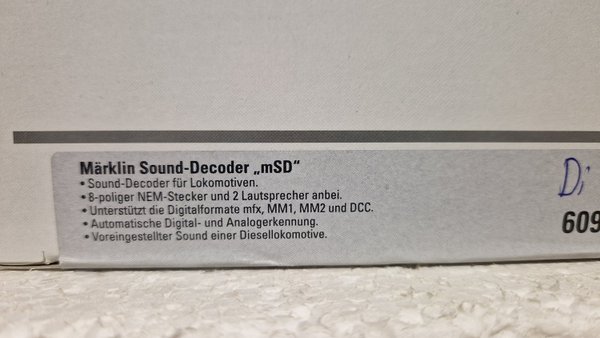 Märklin Sound-Decoder „mSD“
• Sound-Decoder für Lokomotiven.
• 8-poliger NEM-Stecker und 2 Lautsprecher anbei.
• Unterstützt die Digitalformate mfx, MM1, MM2 und DCC.
• Automatische Digital- und Analogerkennung.
• Voreingestellter Sound einer Diesellokomotive.
Di
609